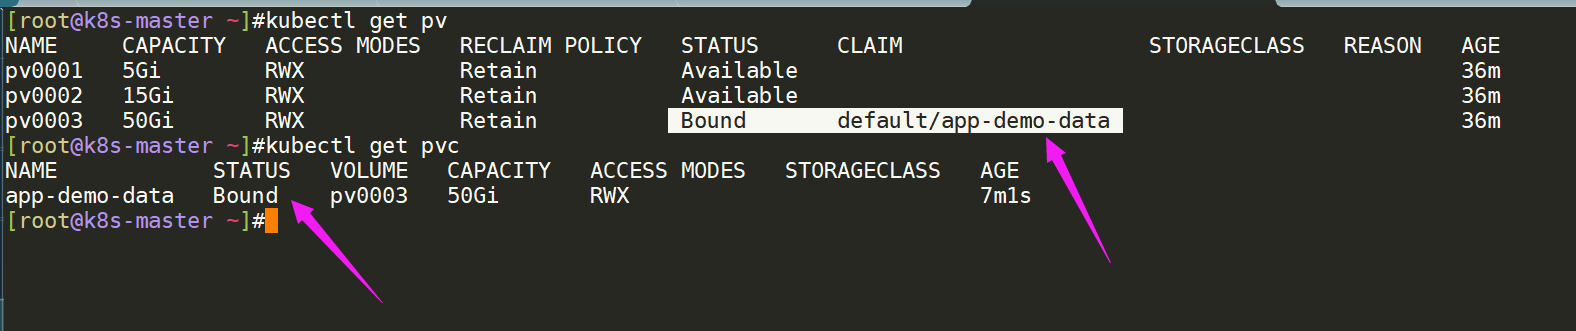 [root@k8s-master ~]#kubectl get pv
NAME     CAPACITY   ACCESS MODES   RECLAIM POLICY   STATUS      CLAIM                   STORAGECLASS   REASON   AGE
pv0001   5Gi        RWX            Retain           Available                                                   36m
pv0002   15Gi       RWX            Retain           Available                                                   36m
pv0003   50Gi       RWX            Retain           Bound       default/app-demo-data                           36m
[root@k8s-master ~]#kubectl get pvc
NAME            STATUS   VOLUME   CAPACITY   ACCESS MODES   STORAGECLASS   AGE
app-demo-data   Bound    pv0003   50Gi       RWX                           7m1s
[root@k8s-master ~]#